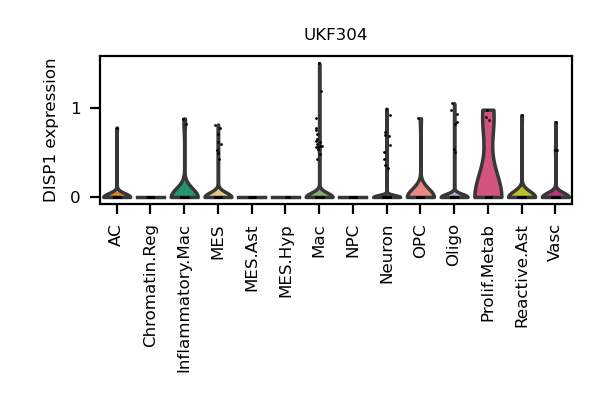 UKF304
DISP1 expression
1
0
AC
Chromatin.Reg
Inflammatory.Mac
MES
MES.Ast
MES.Hyp
Mac
NPC
Neuron
OPC
Oligo
Prolif.Metab
Reactive.Ast
Vasc